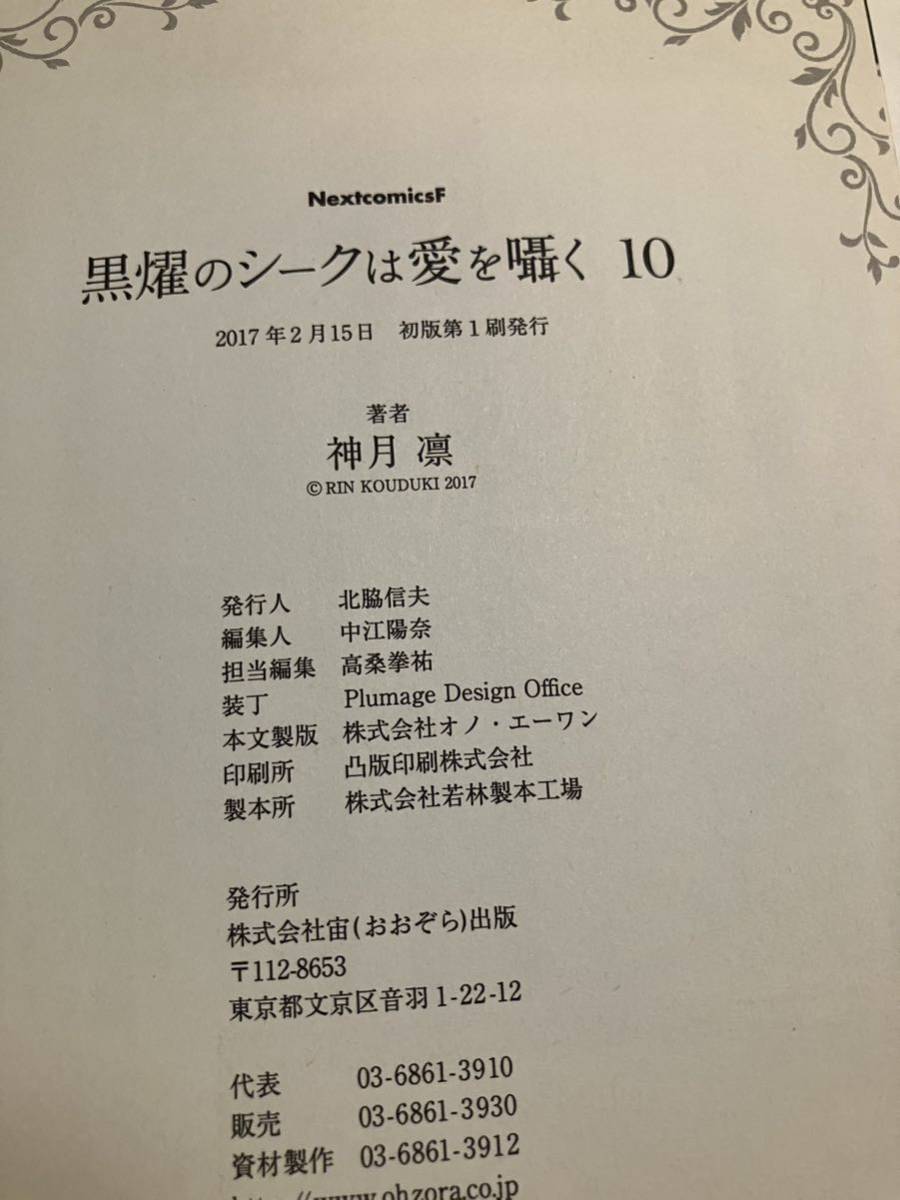 NextcomicsF
黒燿のシークは愛を囁く 10
2017年2月15日　初版第1刷発行
著者
神月 凛
©RIN KOUDUKI 2017
発行人　北脇信夫
編集人　中江陽奈
担当編集　高桑拳祐
装丁　Plumage Design Office
本文製版　株式会社オノ・エーワン
印刷所　凸版印刷株式会社
製本所　株式会社若林製本工場
発行所
株式会社宙(おおぞら)出版
〒112-8653
東京都文京区音羽1-22-12
代表　03-6861-3910
販売　03-6861-3930
資材製作　03-6861-3912
http://www.ohzora.co.jp